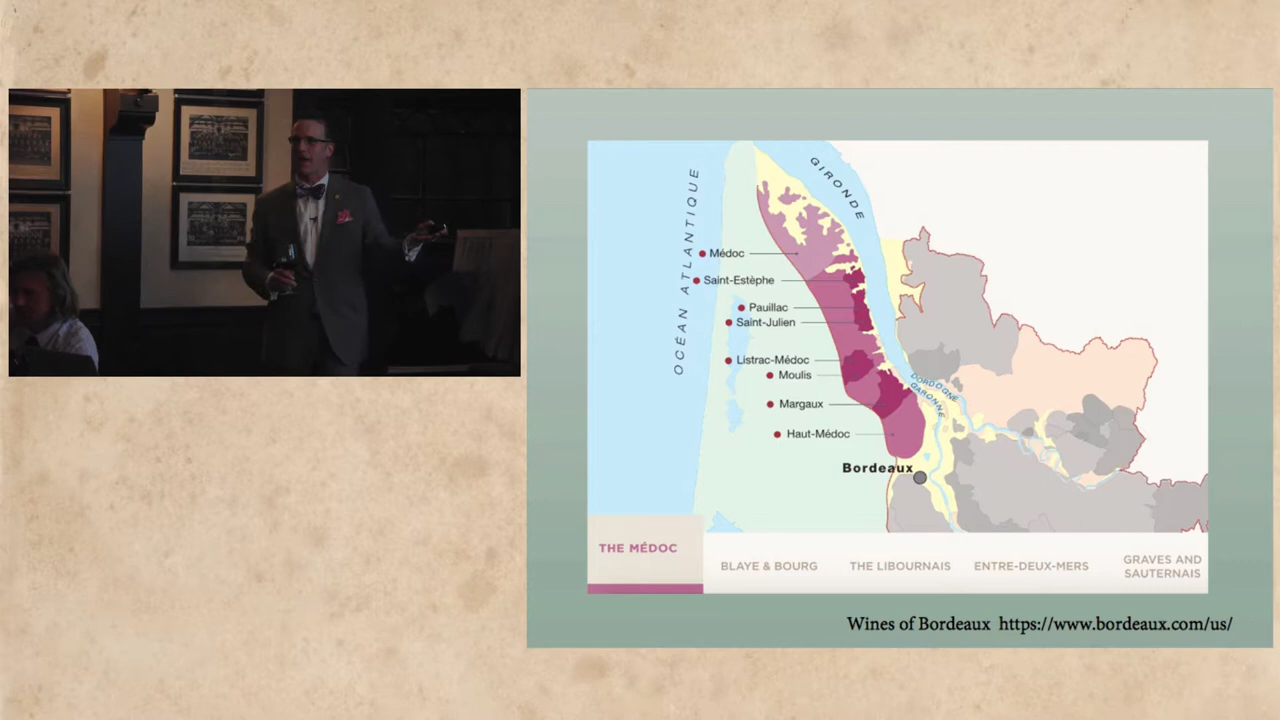 OCÉAN ATLANTIQUE
GIRONDE
Médoc
Saint-Estèphe
Pauillac
Saint-Julien
Listrac-Médoc
Moulis
Margaux
Haut-Médoc
DORDOGNE
GARONNE
Bordeaux
THE MÉDOC
BLAYE & BOURG
THE LIBOURNAIS
ENTRE-DEUX-MERS
GRAVES AND
SAUTERNAIS
Wines of Bordeaux https://www.bordeaux.com/us/